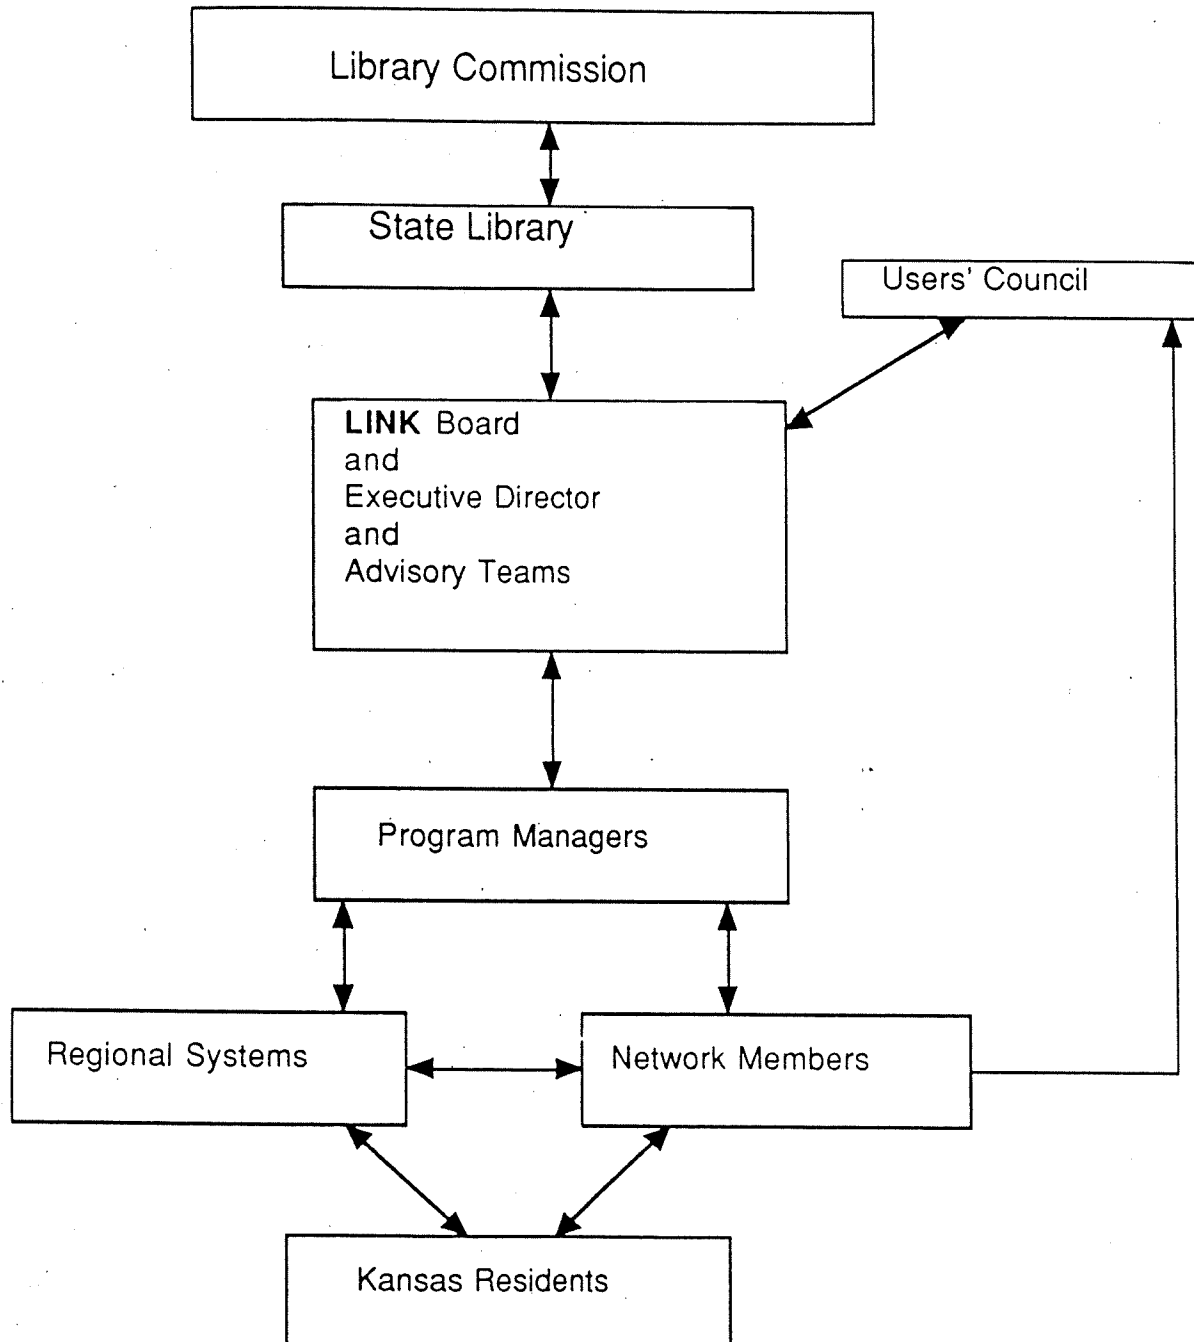 Library Commission
State Library
Users' Council
LINK Board
and
Executive Director
and
Advisory Teams
Program Managers
Regional Systems
Network Members
Kansas Residents